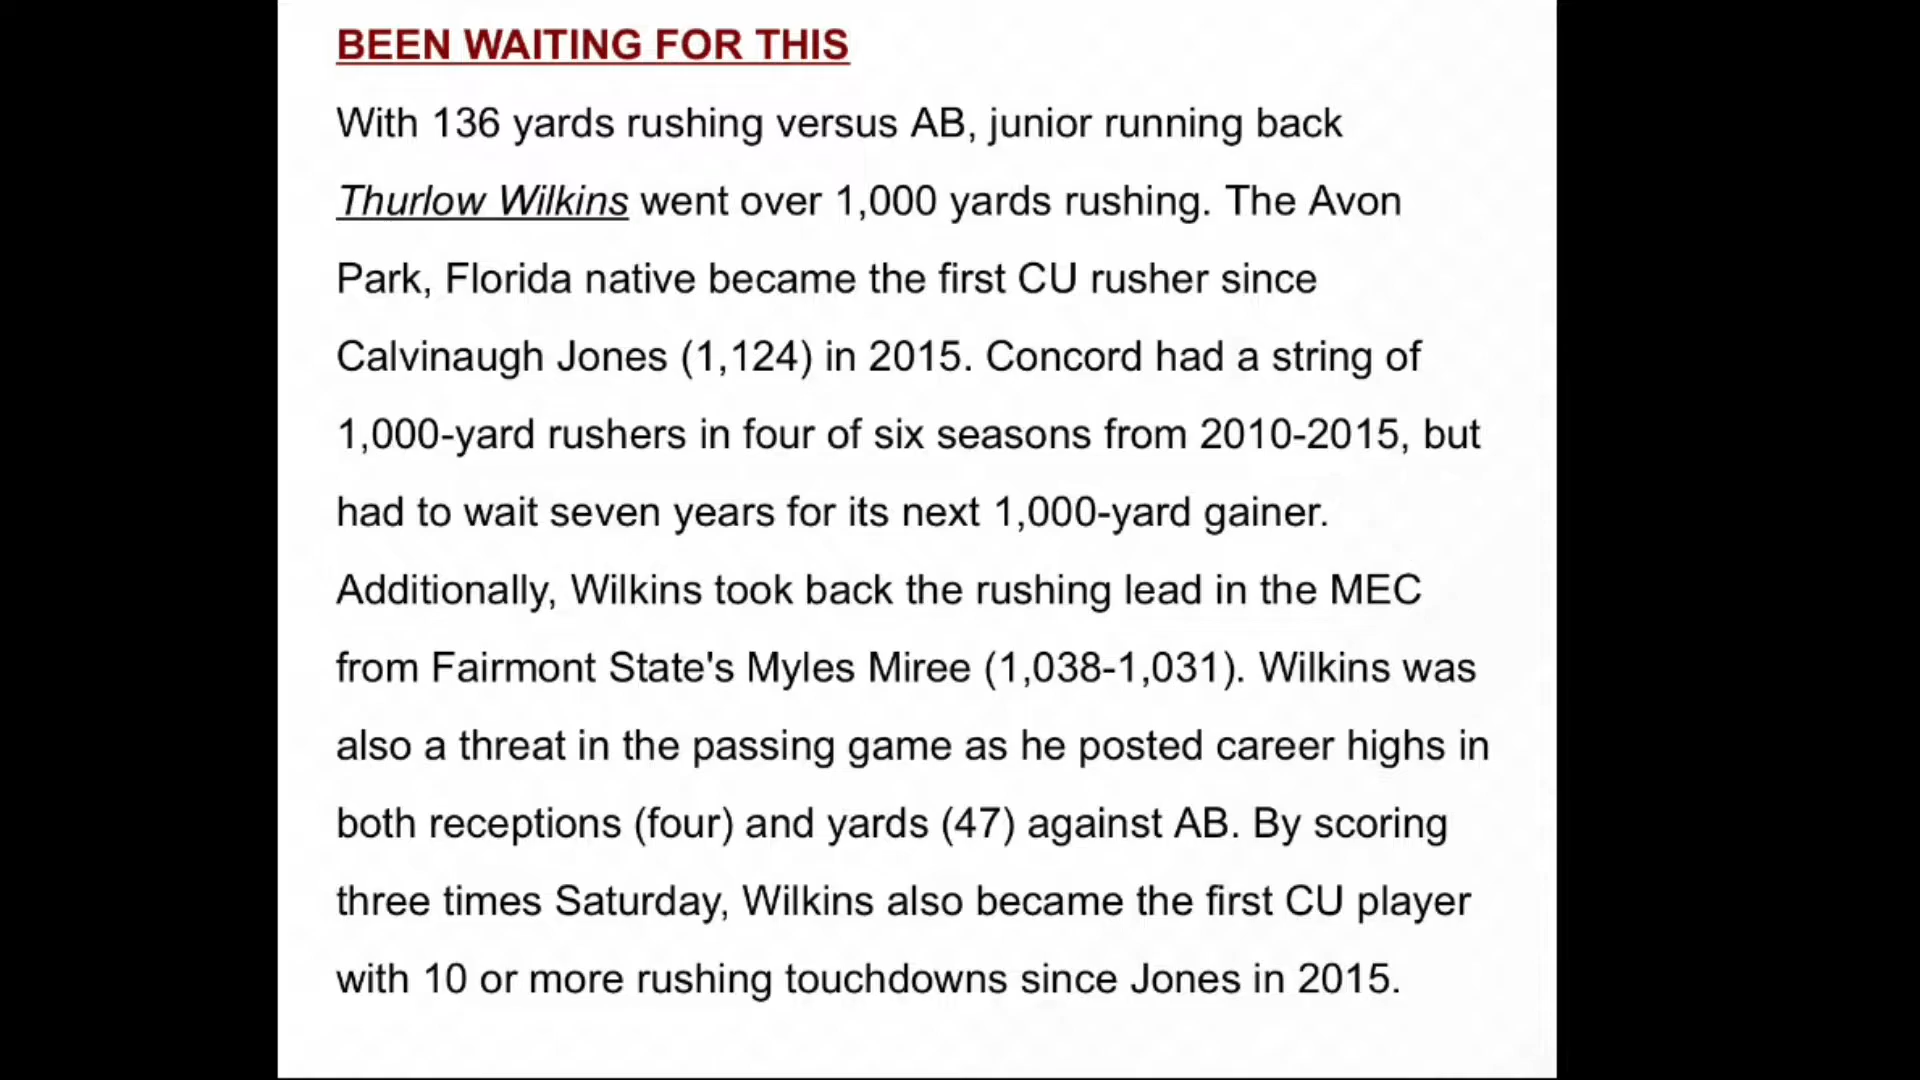 BEEN WAITING FOR THIS
With 136 yards rushing versus AB, junior running back
Thurlow Wilkins went over 1,000 yards rushing. The Avon
Park, Florida native became the first CU rusher since
Calvinaugh Jones (1,124) in 2015. Concord had a string of
1,000-yard rushers in four of six seasons from 2010-2015, but
had to wait seven years for its next 1,000-yard gainer.
Additionally, Wilkins took back the rushing lead in the MEC
from Fairmont State's Myles Miree (1,038-1,031). Wilkins was
also a threat in the passing game as he posted career highs in
both receptions (four) and yards (47) against AB. By scoring
three times Saturday, Wilkins also became the first CU player
with 10 or more rushing touchdowns since Jones in 2015.